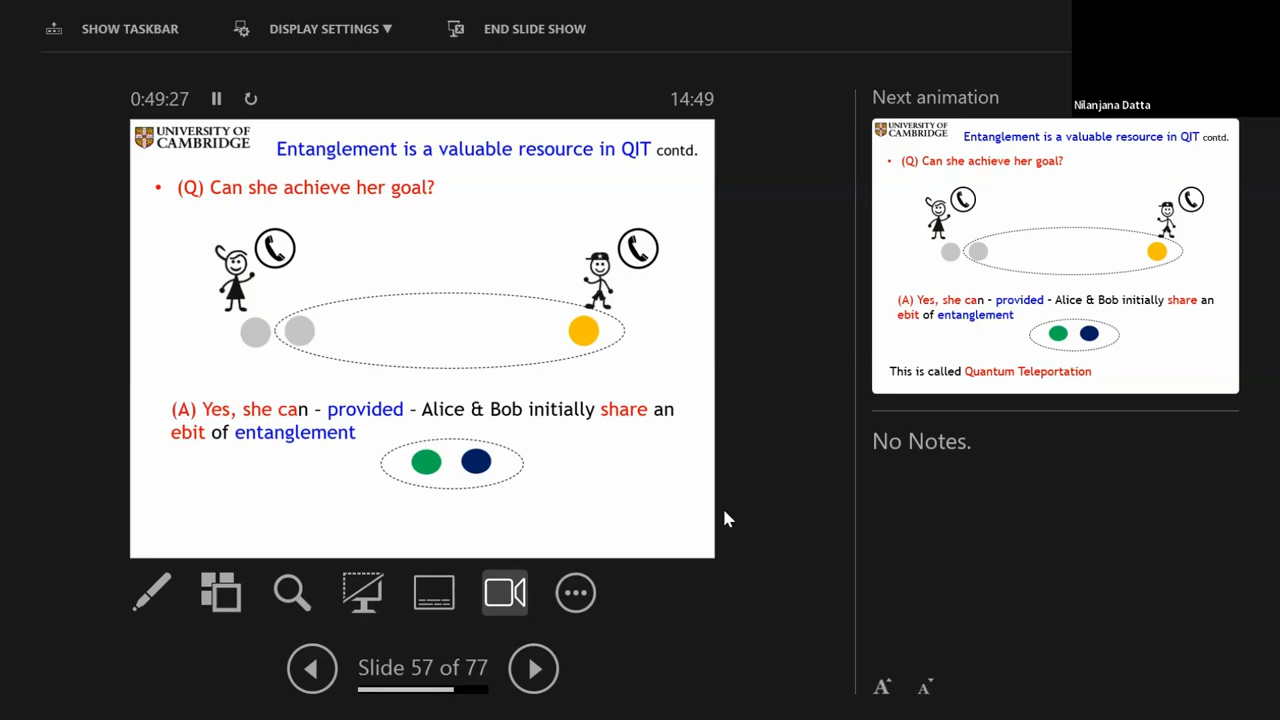 SHOW TASKBAR
DISPLAY SETTINGS ▼
END SLIDE SHOW
0:49:27
14:49
UNIVERSITY OF
CAMBRIDGE
Entanglement is a valuable resource in QIT contd.
• (Q) Can she achieve her goal?
(A) Yes, she can – provided – Alice & Bob initially share an
ebit of entanglement
Slide 57 of 77
Next animation
Nilanjana Datta
UNIVERSITY OF
CAMBRIDGE
Entanglement is a valuable resource in QIT contd.
• (Q) Can she achieve her goal?
(A) Yes, she can – provided – Alice & Bob initially share an
ebit of entanglement
This is called Quantum Teleportation
No Notes.
A A